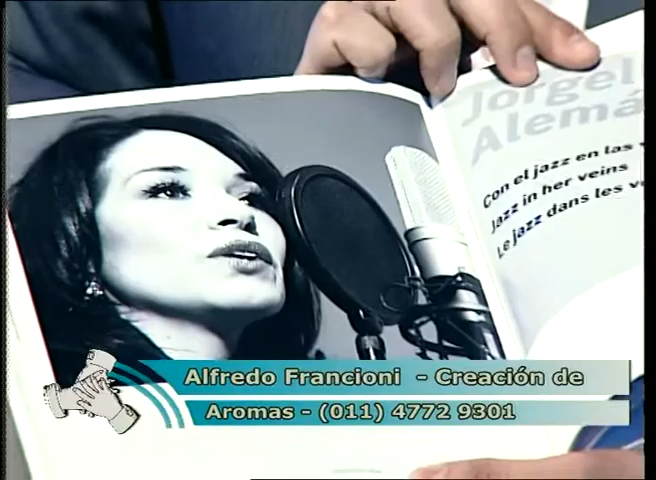 Jorgel
Alemá
Con el jazz en las v
Jazz in her veins
Le jazz dans les ve
Alfredo Francioni - Creación de
Aromas - (011) 4772 9301